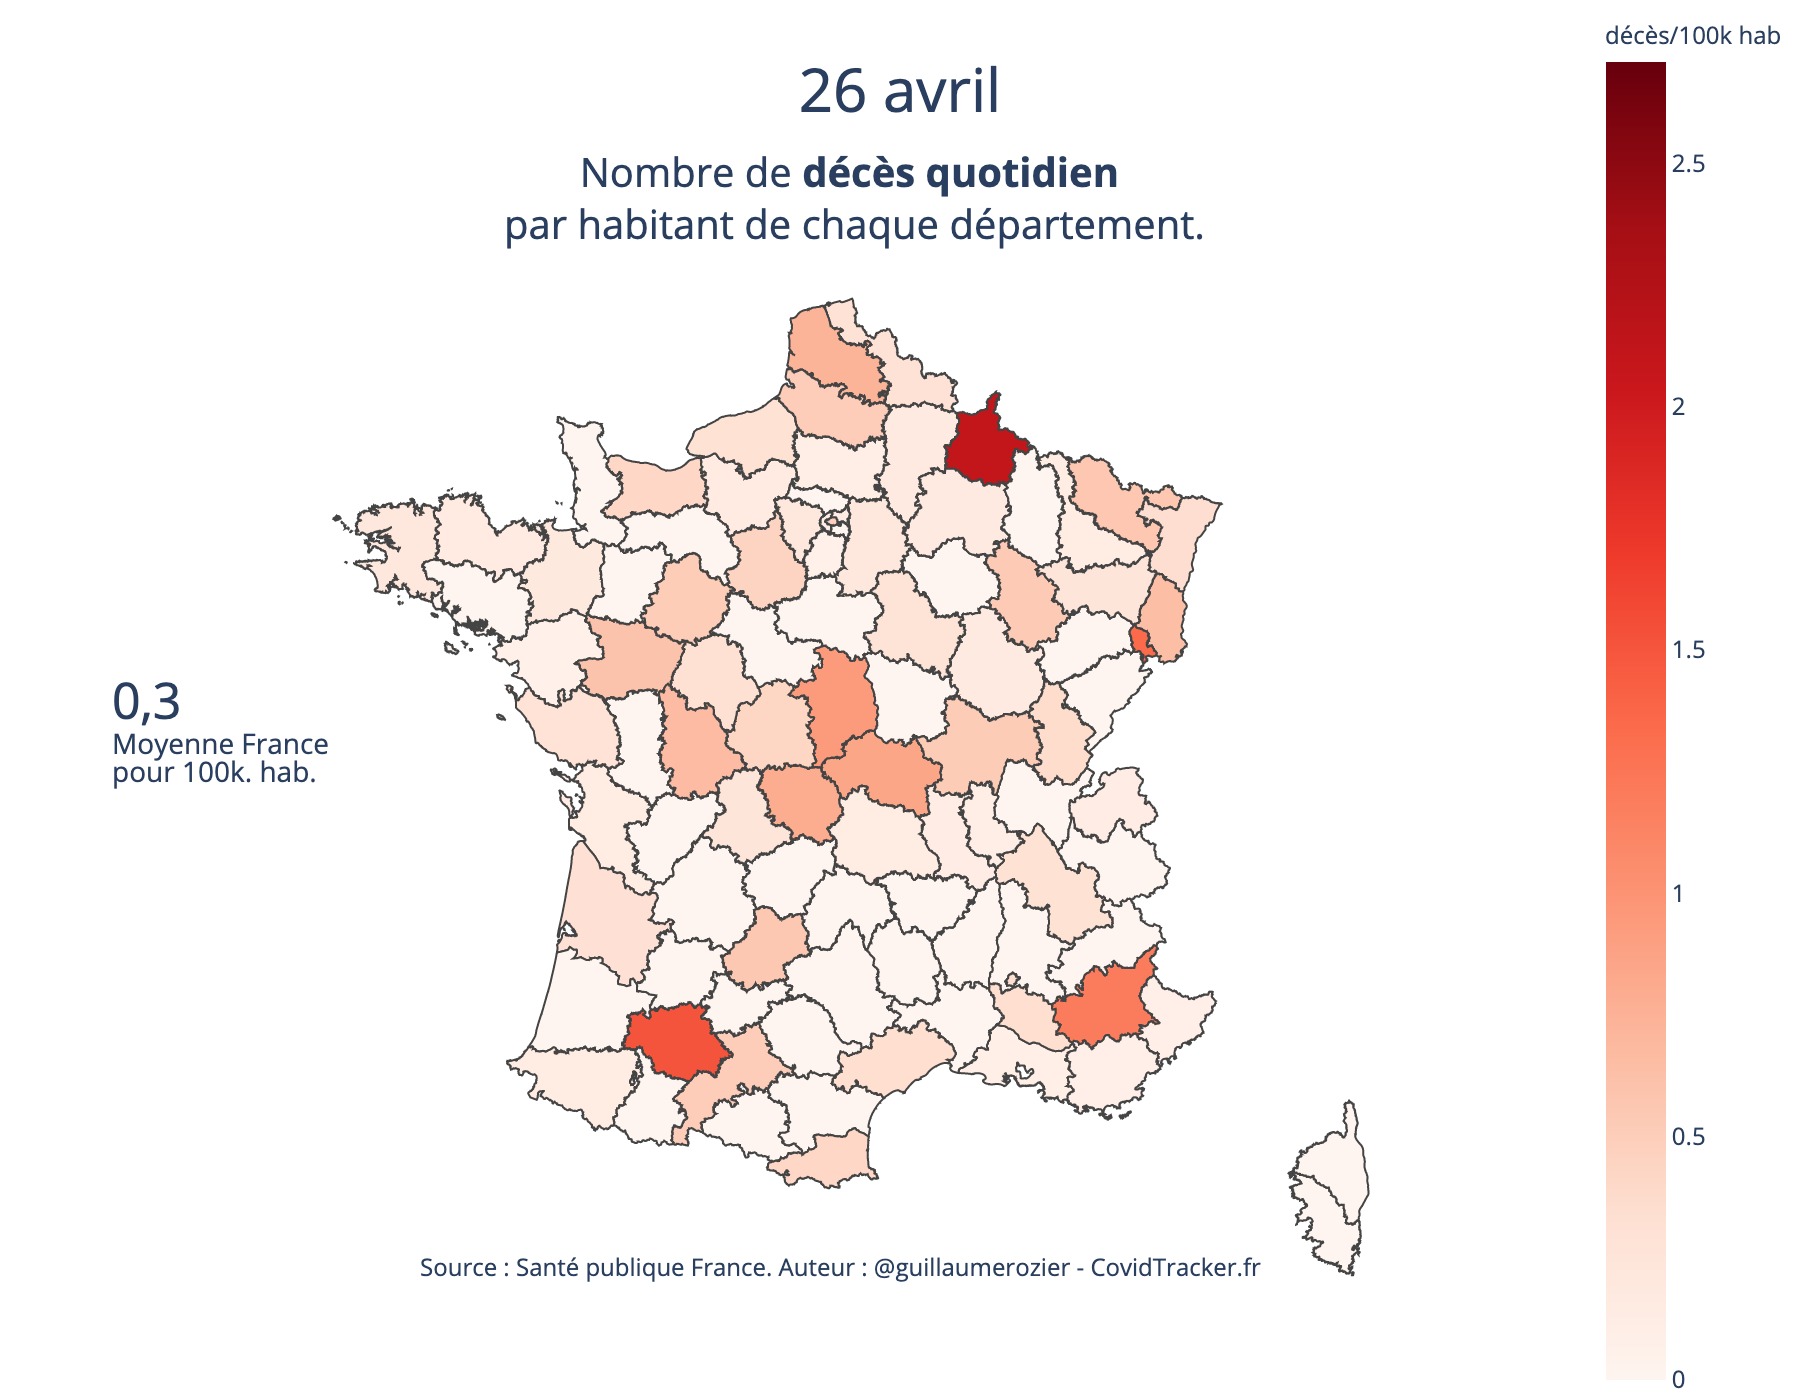 décès/100k hab
26 avril
Nombre de décès quotidien
par habitant de chaque département.
2.5
2
1.5
1
0.5
0
0,3
Moyenne France
pour 100k. hab.
Source : Santé publique France. Auteur : @guillaumerozier - CovidTracker.fr